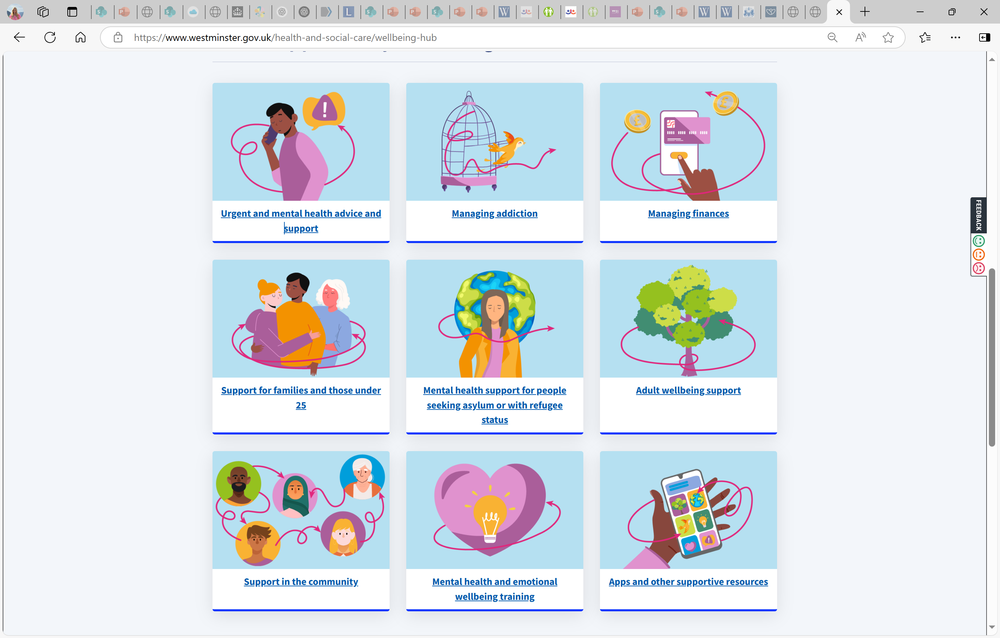 https://www.westminster.gov.uk/health-and-social-care/wellbeing-hub
Urgent and mental health advice and
support
Managing addiction
Managing finances
FEEDBACK
Support for families and those under
25
Mental health support for people
seeking asylum or with refugee
status
Adult wellbeing support
Support in the community
Mental health and emotional
wellbeing training
Apps and other supportive resources